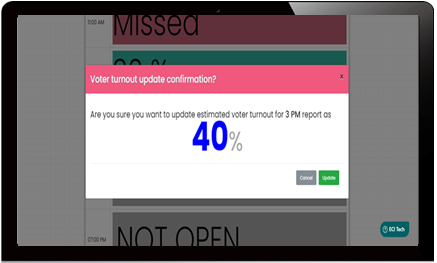 11:00 AM
Missed
Voter turnout update confirmation?
x
Are you sure you want to update estimated voter turnout for 3 PM report as
40%
Cancel
Update
ECI Tech
07:00 PM
NOT OPEN